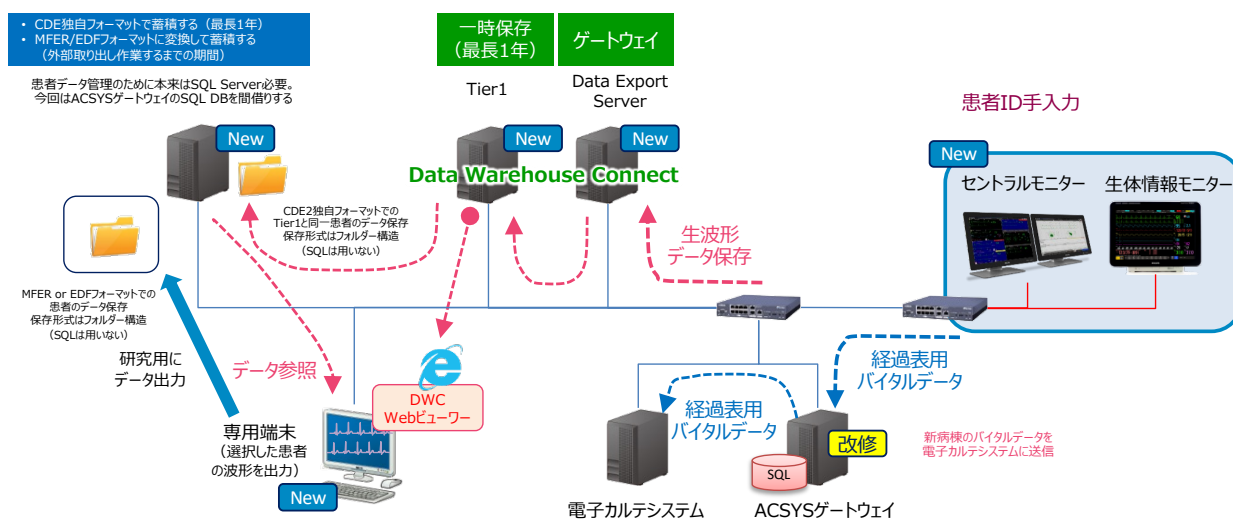 • CDE独自フォーマットで蓄積する（最長1年）
• MFER/EDFフォーマットに変換して蓄積する
（外部取り出し作業するまでの期間）
一時保存
（最長1年）
ゲートウェイ
患者データ管理のために本来はSQL Server必要。
今回はACSYSゲートウェイのSQL DBを間借りする
Tier1
Data Export
Server
患者ID手入力
New
New
New
New
セントラルモニター
生体情報モニター
Data Warehouse Connect
CDE2独自フォーマットでの
Tier1と同一患者のデータ保存
保存形式はフォルダー構造
（SQLは用いない）
生波形
データ保存
MFER or EDFフォーマットでの
患者のデータ保存
保存形式はフォルダー構造
（SQLは用いない）
研究用に
データ出力
データ参照
DWC
Webビューワー
経過表用
バイタルデータ
経過表用
バイタルデータ
専用端末
（選択した患者
の波形を出力）
New
改修
SQL
新病棟のバイタルデータを
電子カルテシステムに送信
電子カルテシステム
ACSYSゲートウェイ